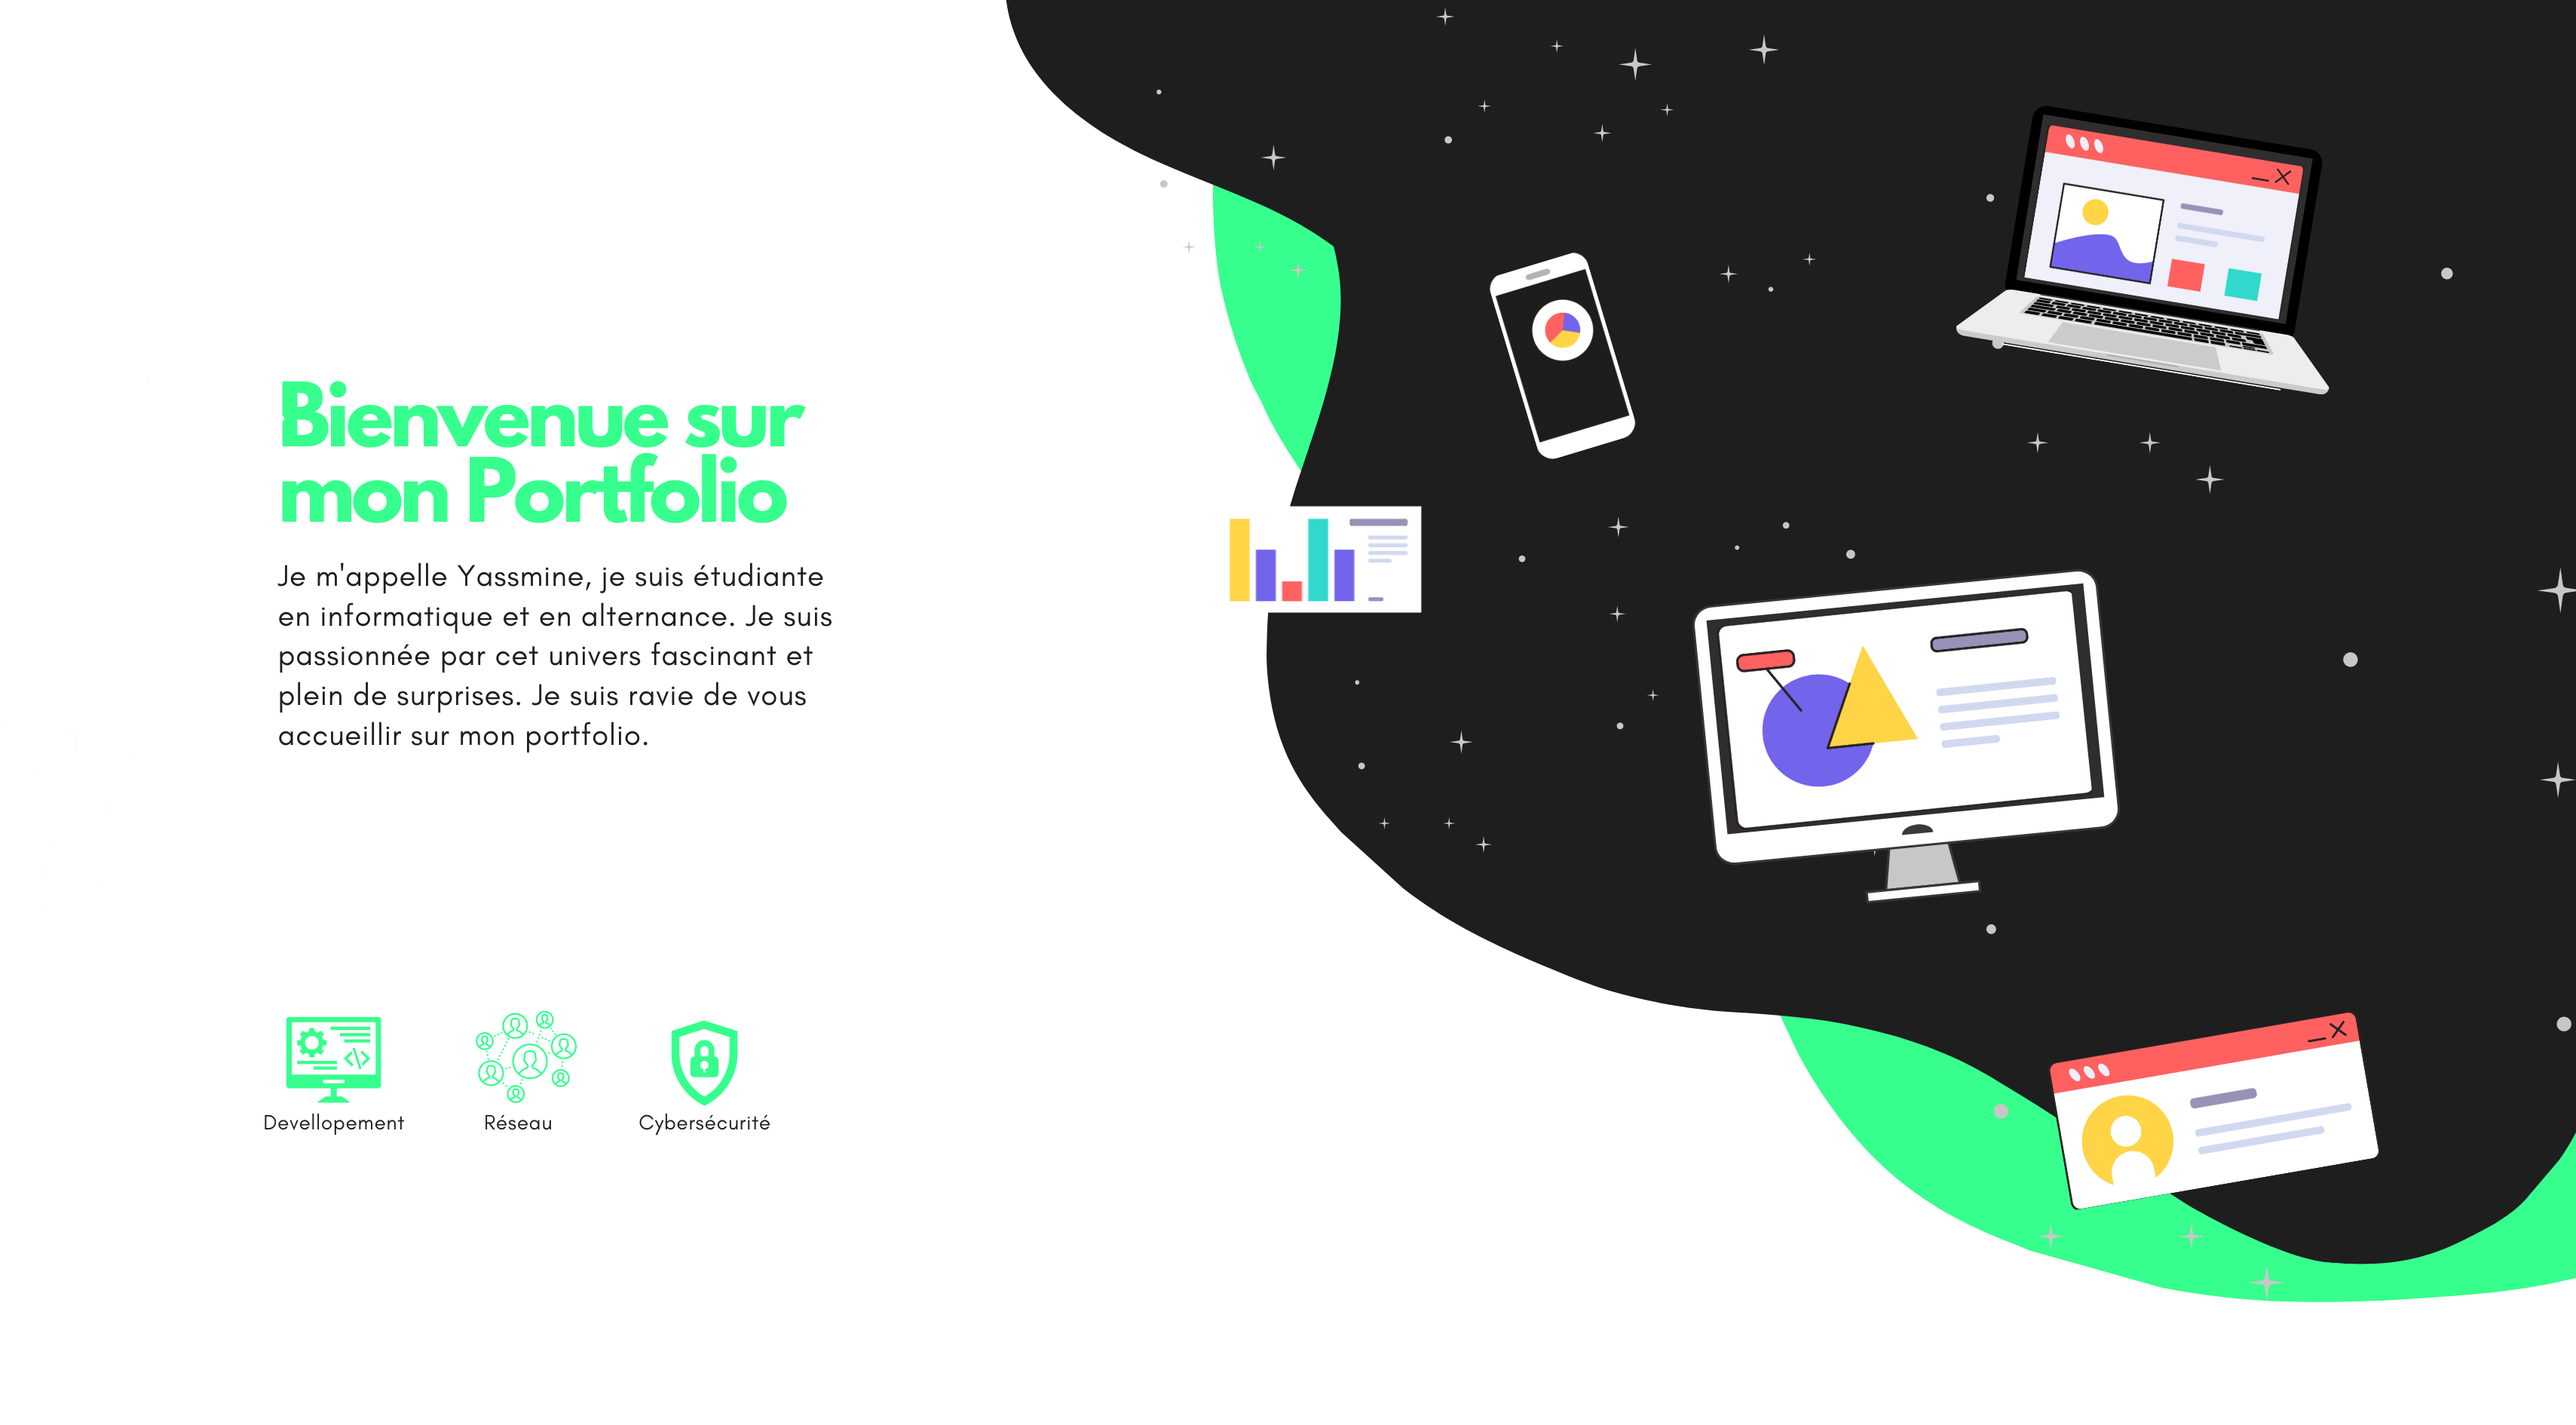 Bienvenue sur
mon Portfolio
Je m'appelle Yassmine, je suis étudiante
en informatique et en alternance. Je suis
passionnée par cet univers fascinant et
plein de surprises. Je suis ravie de vous
accueillir sur mon portfolio.
Devellopement
Réseau
Cybersécurité